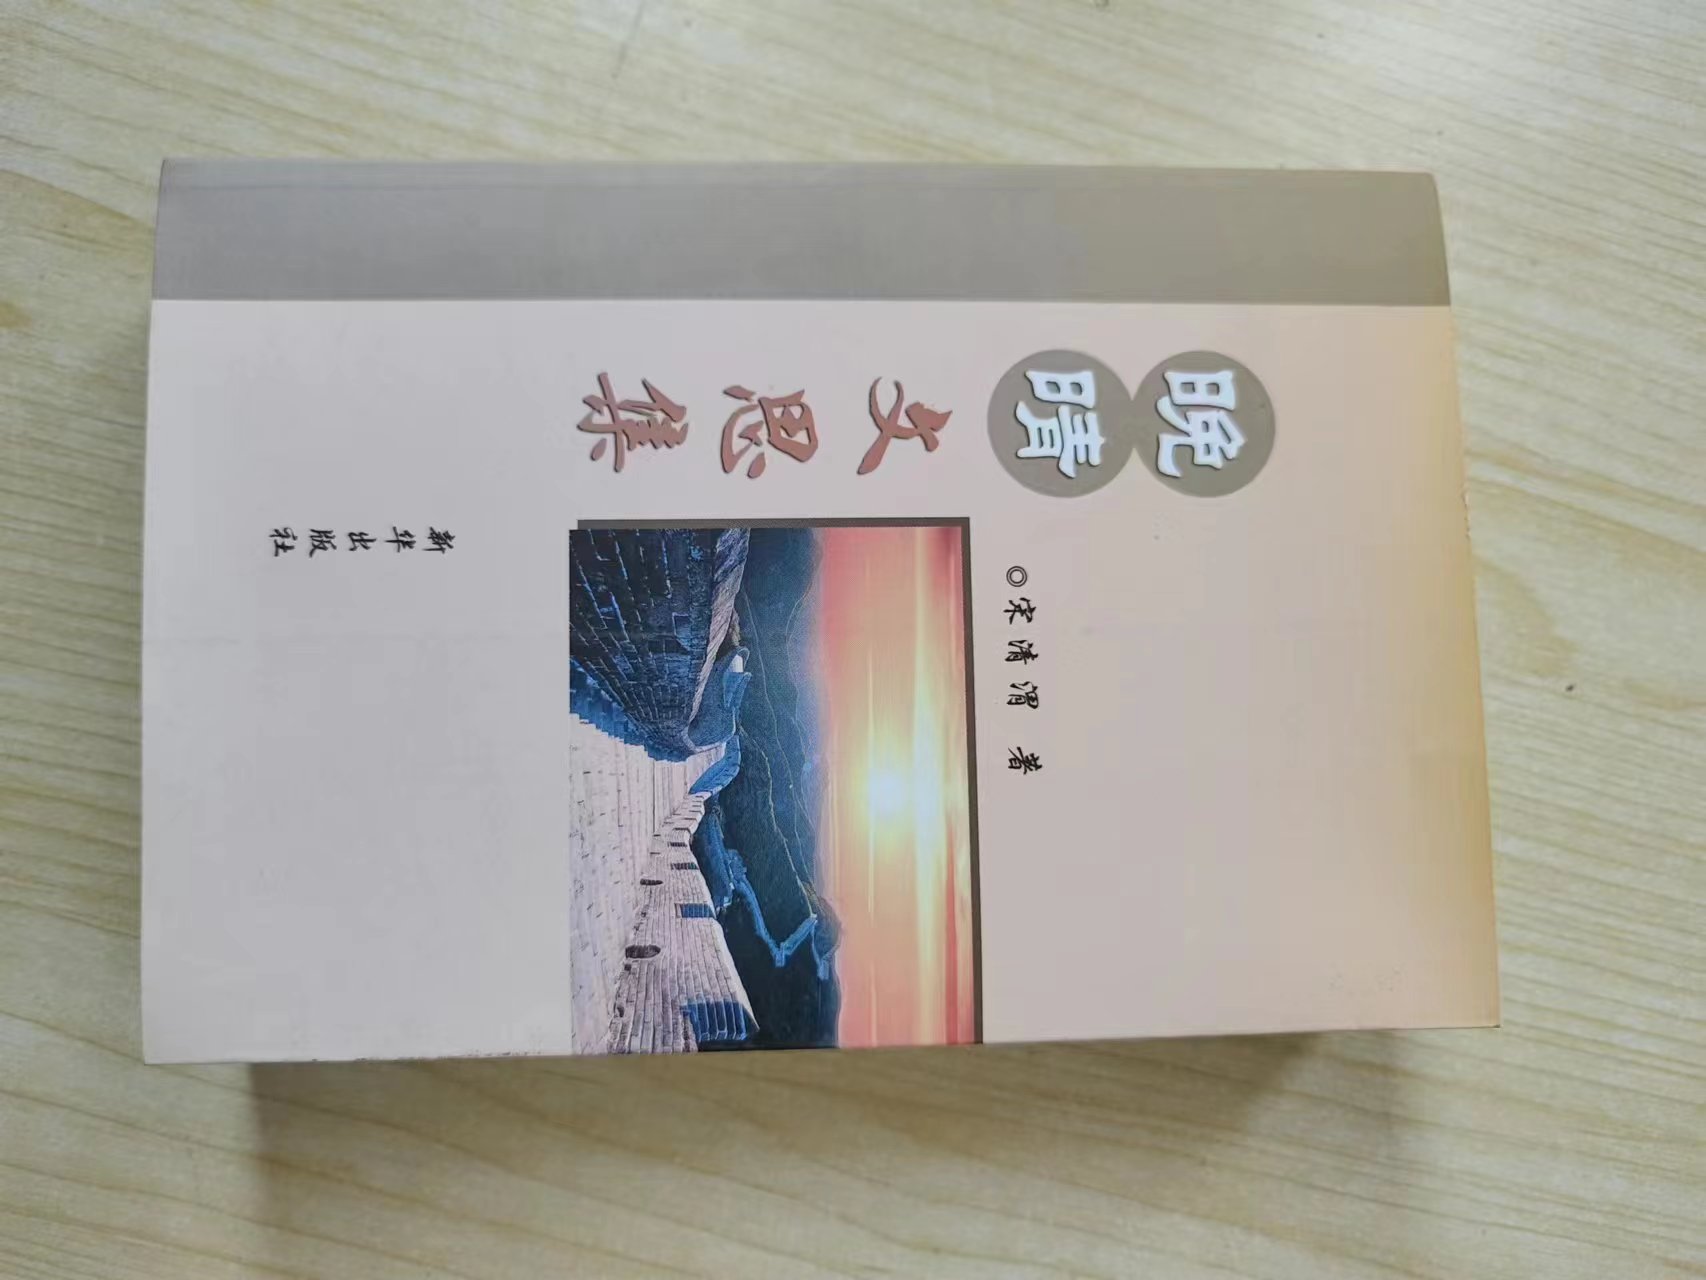 晚晴
文思集
◎宋清渭 著
新华出版社